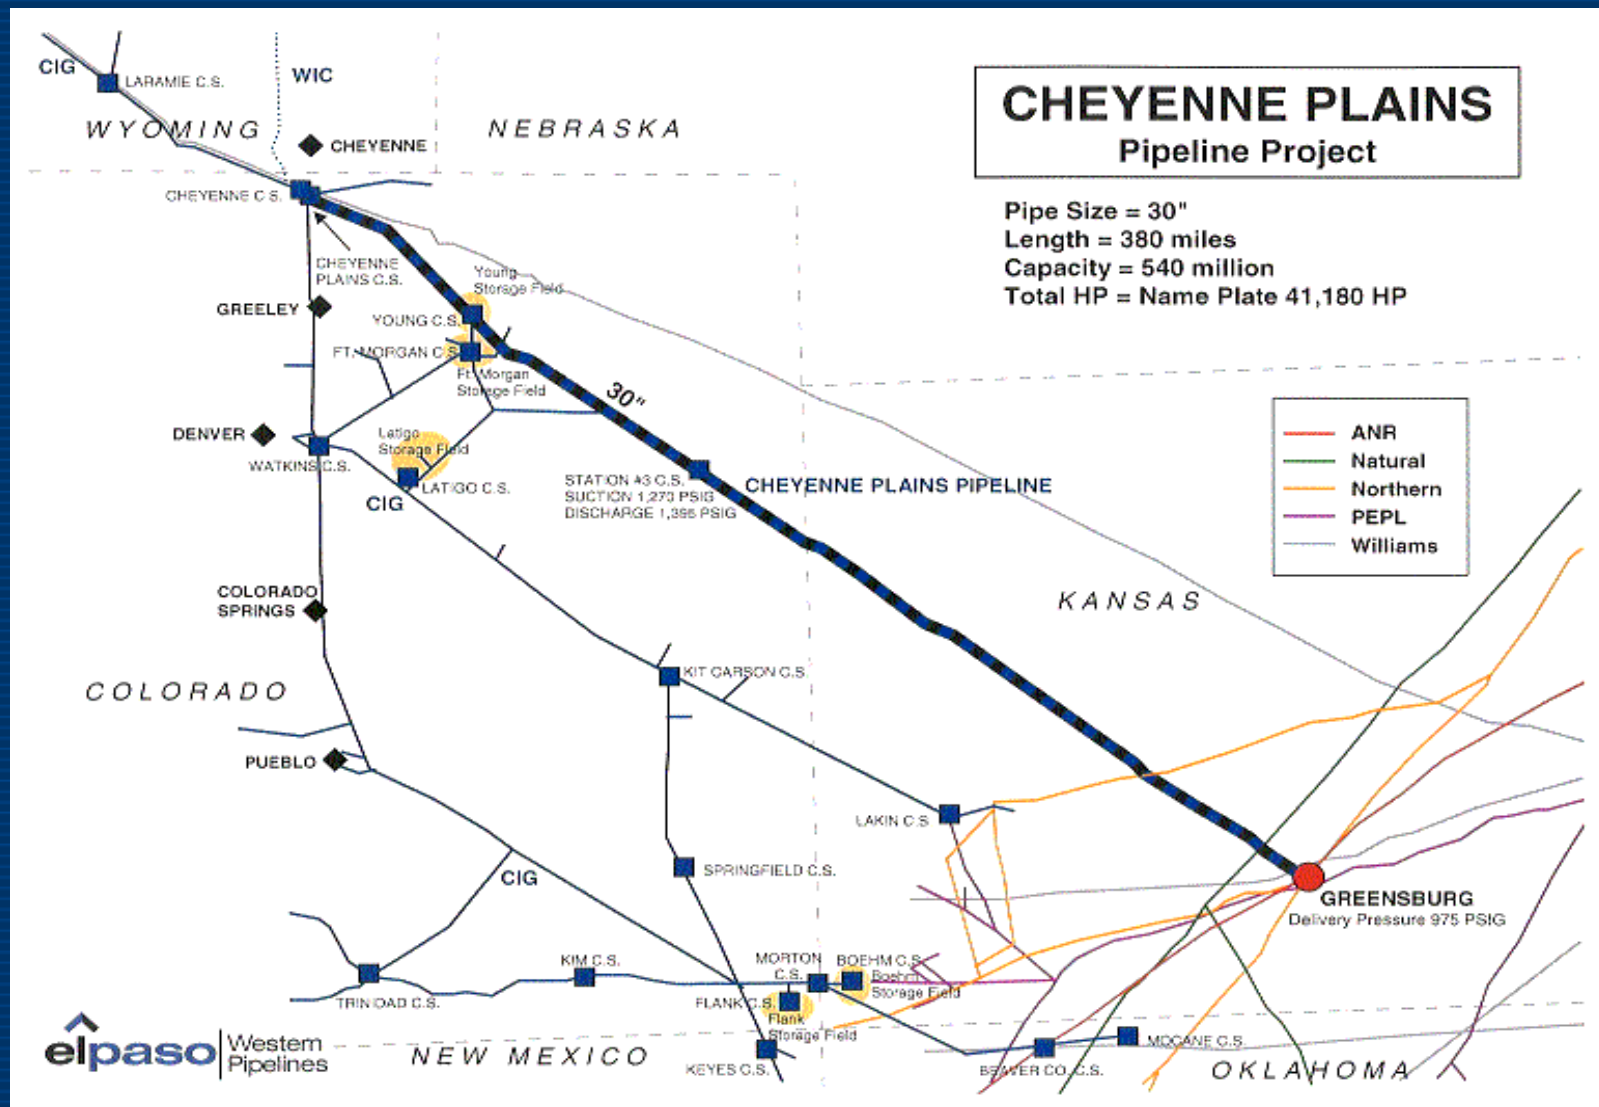 CIG
LARAMIE C.S.
WIC
WYOMING
NEBRASKA
CHEYENNE
CHEYENNE C S.
CHEYENNE PLAINS
Pipeline Project
Pipe Size = 30"
Length = 380 miles
Capacity = 540 million
Total HP = Name Plate 41,180 HP
CHEYENNE
PLAINS C.S.
Young
Storage Field
GREELEY
YOUNG C.S.
FT. MORGAN C.S.
Ft. Morgan
Storage Field
30"
DENVER
WATKINS C.S.
Latigo
Storage Field
LATIGO C.S.
CIG
STATION #3 C.S.
SUCTION 1,270 PSIG
DISCHARGE 1,395 PSIG
CHEYENNE PLAINS PIPELINE
ANR
Natural
Northern
PEPL
Williams
KANSAS
COLORADO
SPRINGS
KIT CARSON C.S.
COLORADO
PUEBLO
LAKIN C.S.
SPRINGFIELD C.S.
CIG
GREENSBURG
Delivery Pressure 975 PSIG
KIM C.S.
MORTON
C.S.
BOEHM C.S.
Boehm
Storage Field
TRINIDAD C.S.
FLANK C.S.
Flank
Storage Field
KEYES C.S.
MOCANE C.S.
BEAVER CO. C.S.
NEW MEXICO
OKLAHOMA
elpaso
Western
Pipelines